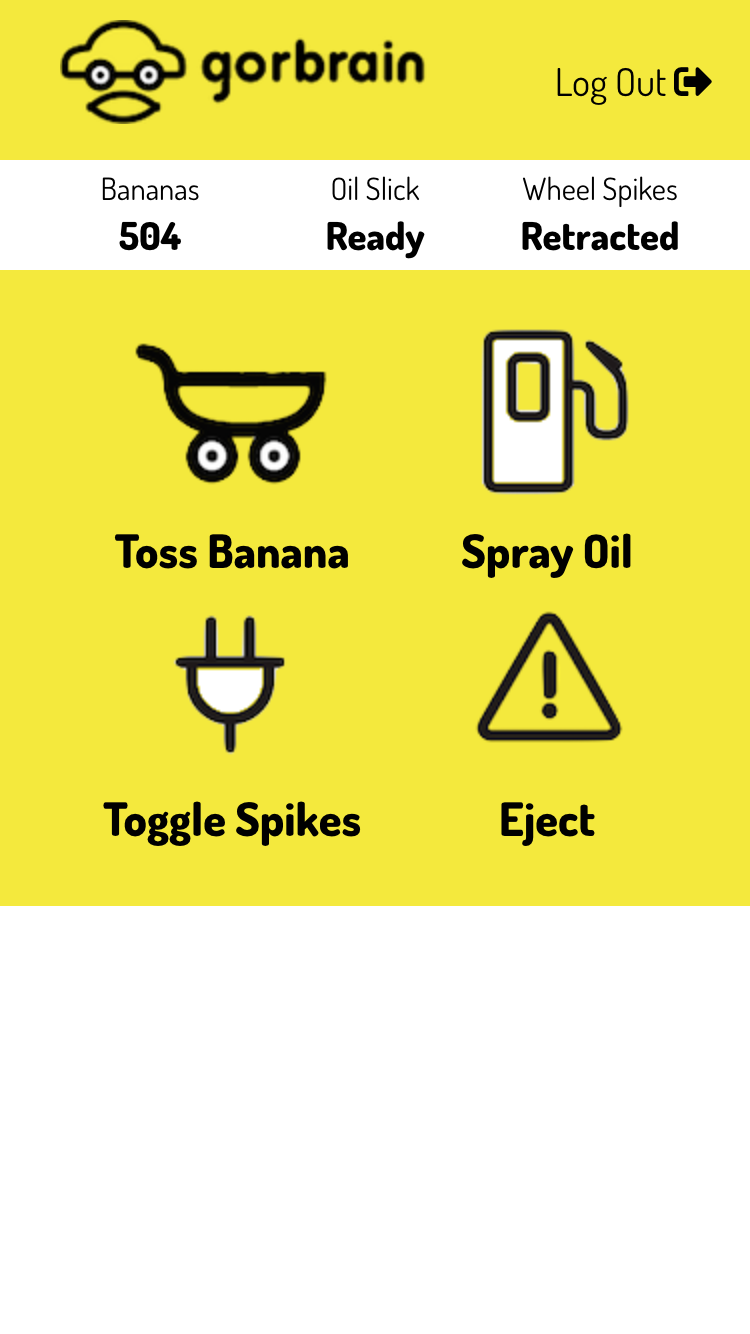 gorbrain
Log Out
Bananas Oil Slick Wheel Spikes
504 Ready Retracted
Toss Banana Spray Oil
Toggle Spikes Eject